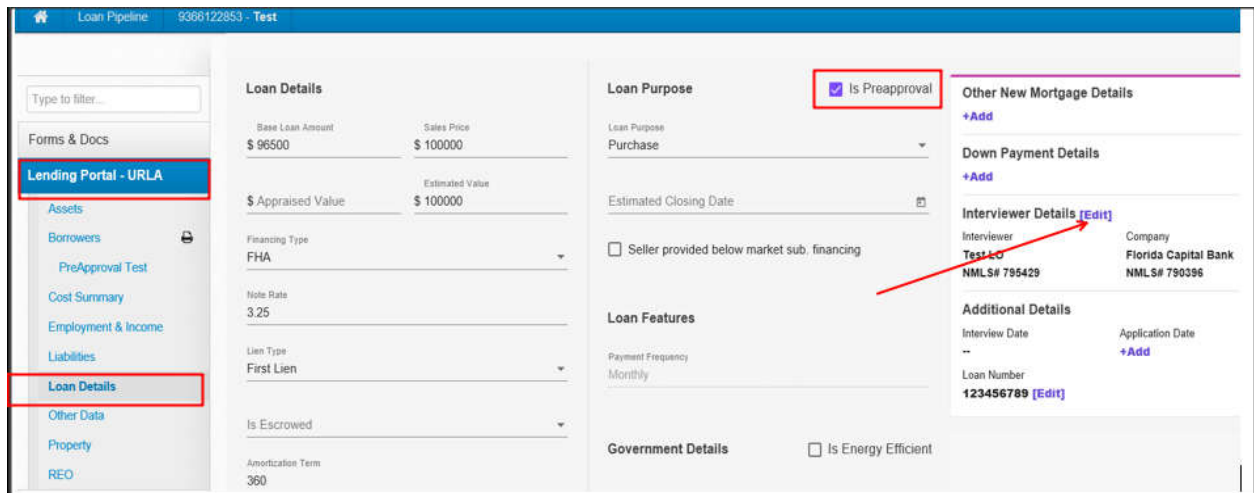 Loan Pipeline 9366122853 - Test
Type to filter...
Forms & Docs
Lending Portal - URLA
Assets
Borrowers
PreApproval Test
Cost Summary
Employment & Income
Liabilities
Loan Details
Other Data
Property
REO
Loan Details
Base Loan Amount
$ 96500
Sales Price
$ 100000
$ Appraised Value
Estimated Value
$ 100000
Financing Type
FHA
Note Rate
3.25
Lien Type
First Lien
Is Escrowed
Amortization Term
360
Loan Purpose
Is Preapproval
Loan Purpose
Purchase
Estimated Closing Date
Seller provided below market sub. financing
Loan Features
Payment Frequency
Monthly
Government Details
Is Energy Efficient
Other New Mortgage Details
+Add
Down Payment Details
+Add
Interviewer Details [Edit]
Interviewer
Test LO
NMLS# 795429
Company
Florida Capital Bank
NMLS# 790396
Additional Details
Interview Date
--
Application Date
+Add
Loan Number
123456789 [Edit]